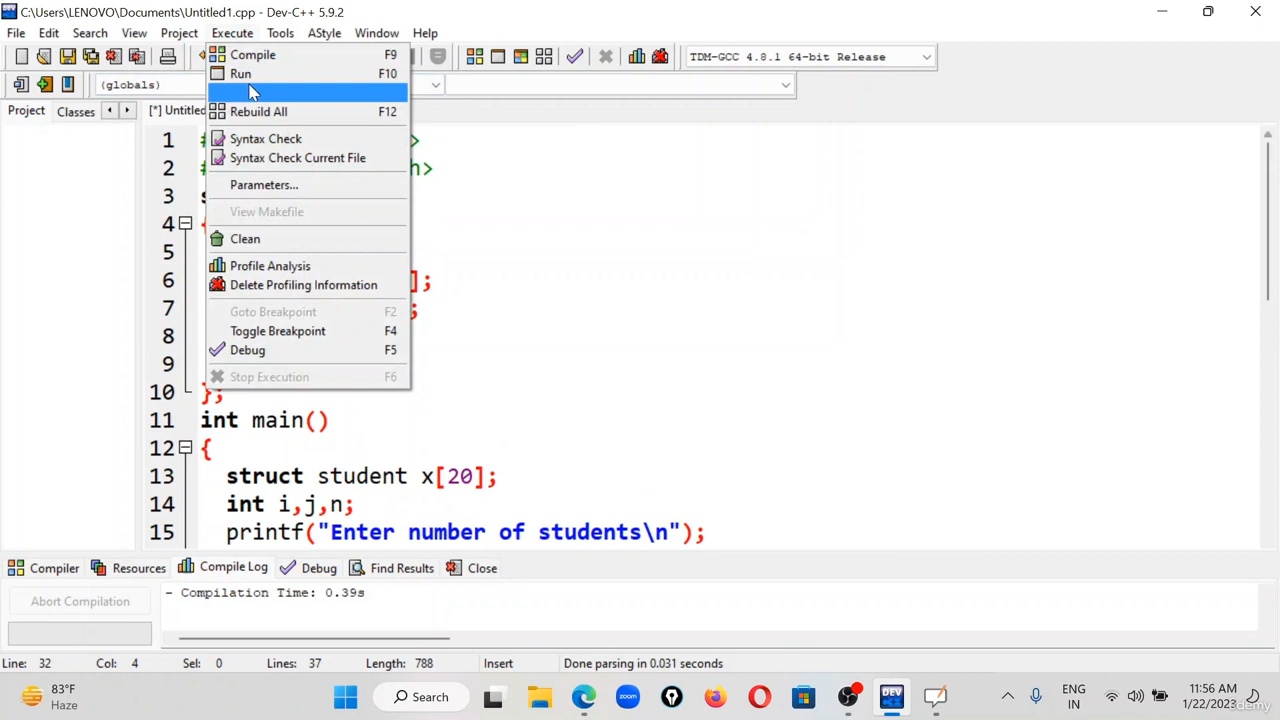 C:\Users\LENOVO\Documents\Untitled1.cpp - Dev-C++ 5.9.2
File Edit Search View Project Execute Tools AStyle Window Help
Compile F9
TDM-GCC 4.8.1 64-bit Release
Run F10
(globals)
Rebuild All F12
Project Classes [*] Untitled
Syntax Check
1 # >
Syntax Check Current File
2 # h>
Parameters...
3 s
View Makefile
4 {
Clean
5
Profile Analysis
6 ];
Delete Profiling Information
7 ;
Goto Breakpoint F2
Toggle Breakpoint F4
8
Debug F5
9
Stop Execution F6
10 };
11 int main()
12 {
13 struct student x[20];
14 int i,j,n;
15 printf("Enter number of students\n");
Compiler Resources Compile Log Debug Find Results Close
- Compilation Time: 0.39s
Abort Compilation
Line: 32 Col: 4 Sel: 0 Lines: 37 Length: 788 Insert Done parsing in 0.031 seconds
83°F
Haze
Search
zoom
DEV
ENG
IN
11:56 AM
1/22/2023